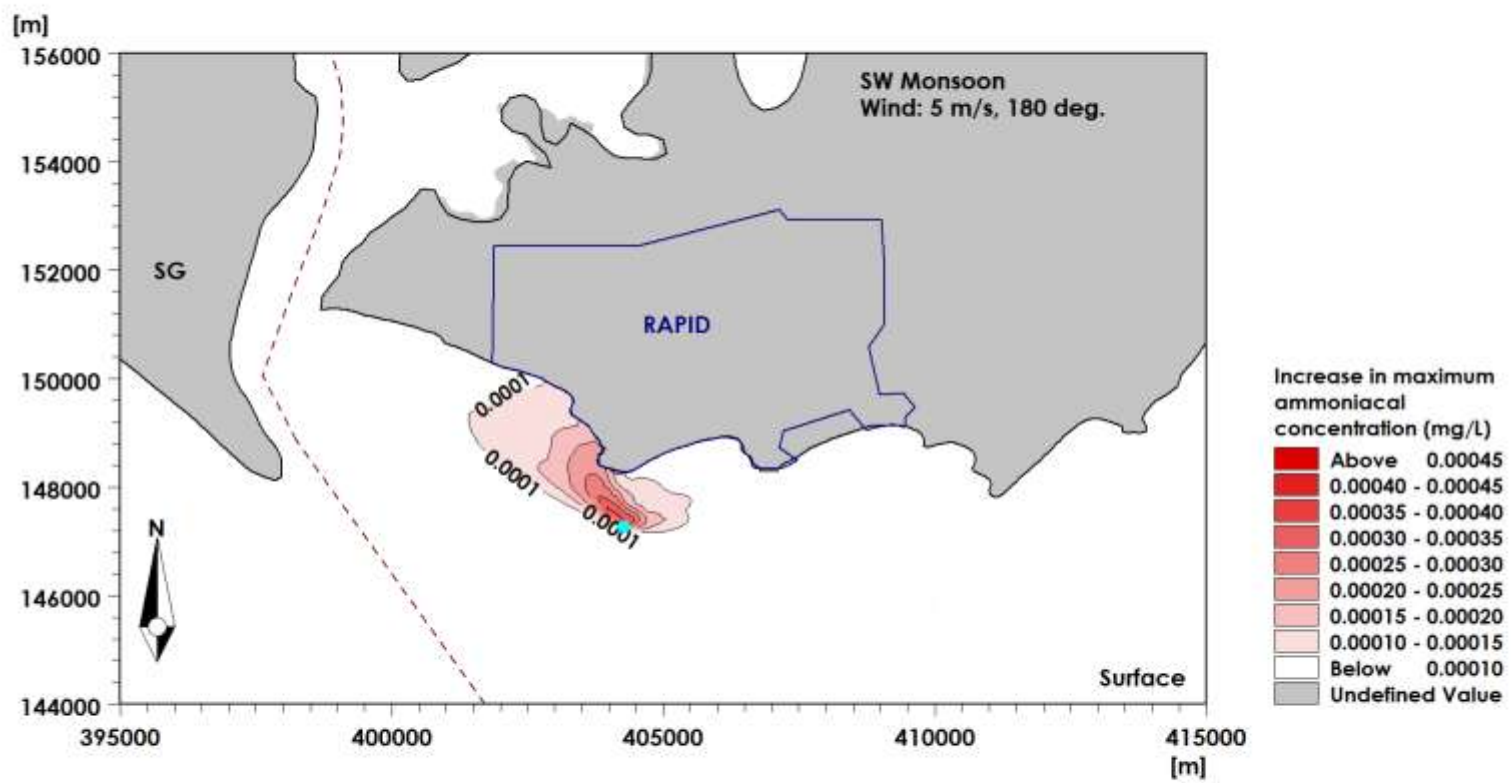 [m]
156000
154000
152000
150000
148000
146000
144000
395000
400000
405000
410000
415000
[m]
SW Monsoon
Wind: 5 m/s, 180 deg.
SG
RAPID
0.0001
0.0001
0.0001
N
Surface
Increase in maximum
ammoniacal
concentration (mg/L)
Above 0.00045
0.00040 - 0.00045
0.00035 - 0.00040
0.00030 - 0.00035
0.00025 - 0.00030
0.00020 - 0.00025
0.00015 - 0.00020
0.00010 - 0.00015
Below 0.00010
Undefined Value